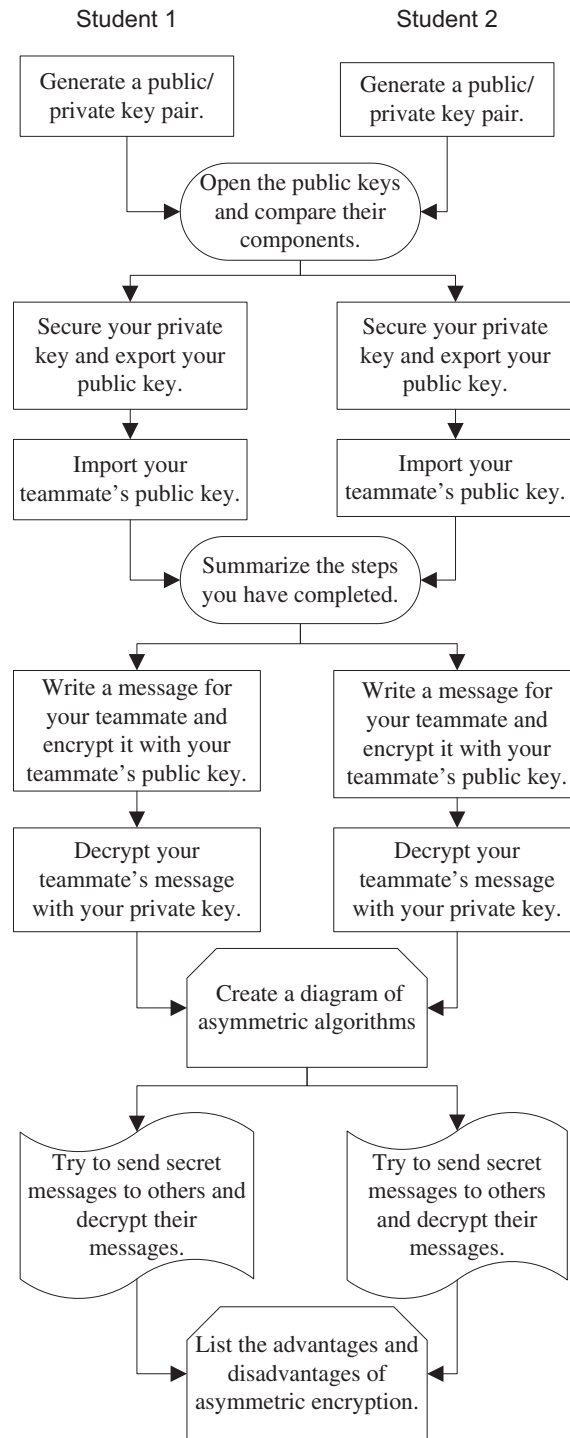 Student 1
Student 2
Generate a public/
private key pair.
Generate a public/
private key pair.
Open the public keys
and compare their
components.
Secure your private
key and export your
public key.
Secure your private
key and export your
public key.
Import your
teammate’s public key.
Import your
teammate’s public key.
Summarize the steps
you have completed.
Write a message for
your teammate and
encrypt it with your
teammate’s public key.
Write a message for
your teammate and
encrypt it with your
teammate’s public key.
Decrypt your
teammate’s message
with your private key.
Decrypt your
teammate’s message
with your private key.
Create a diagram of
asymmetric algorithms
Try to send secret
messages to others and
decrypt their
messages.
Try to send secret
messages to others
and decrypt their
messages.
List the advantages and
disadvantages of
asymmetric encryption.